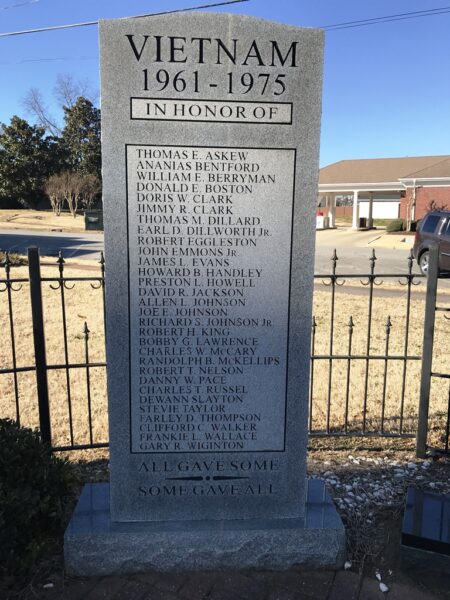 VIETNAM
1961-1975
IN HONOR OF
THOMAS E. ASKEW
ANANIAS BENTFORD
WILLIAM E. BERRYMAN
DONALD E. BOSTON
DORIS W. CLARK
JIMMY R. CLARK
THOMAS M. DILLARD
EARL D. DILLWORTH JR.
ROBERT EGGLESTON
JOHN EMMONS JR.
JAMES L. EVANS
HOWARD B. HANDLEY
PRESTON L. HOWELL
DAVID R. JACKSON
ALLEN L. JOHNSON
JOE E. JOHNSON
RICHARD S. JOHNSON JR.
ROBERT H. KING
BOBBY G. LAWRENCE
CHARLES W. McCARY
RANDOLPH B. McKELLIPS
ROBERT T. NELSON
DANNY W. PACE
CHARLES T. RUSSEL
DEWANN SLAYTON
STEVIE TAYLOR
FARLEY D. THOMPSON
CLIFFORD C. WALKER
FRANKIE L. WALLACE
GARY R. WIGINTON
ALL GAVE SOME
SOME GAVE ALL